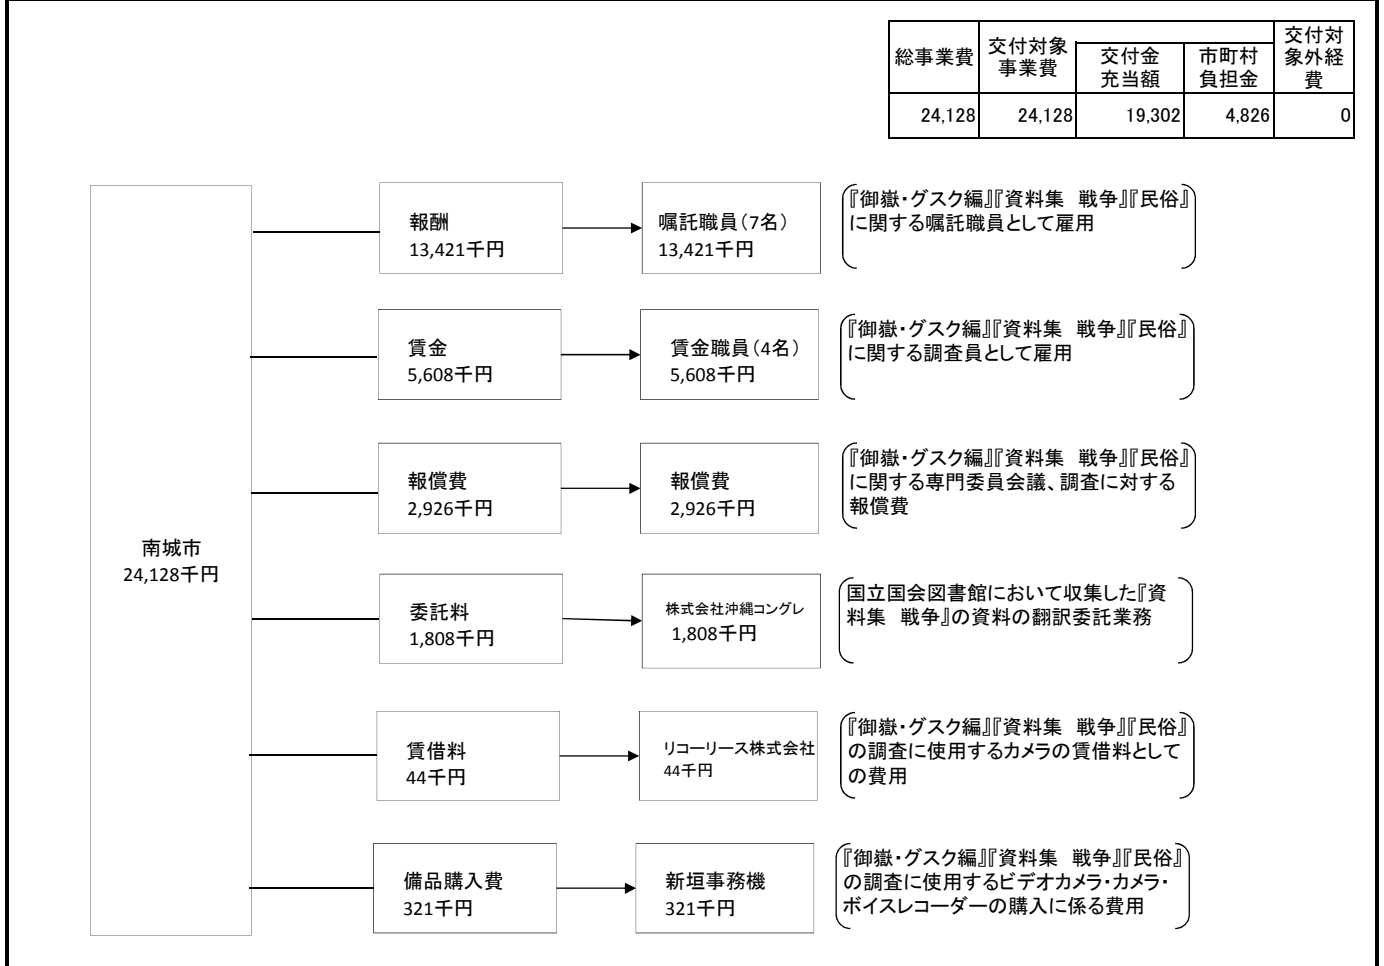 総事業費
交付対象
事業費
交付金
充当額
市町村
負担金
交付対
象外経
費
24,128
24,128
19,302
4,826
0
南城市
24,128千円
報酬
13,421千円
嘱託職員(7名)
13,421千円
『御嶽・グスク編』『資料集　戦争』『民俗』
に関する嘱託職員として雇用
賃金
5,608千円
賃金職員(4名)
5,608千円
『御嶽・グスク編』『資料集　戦争』『民俗』
に関する調査員として雇用
報償費
2,926千円
報償費
2,926千円
『御嶽・グスク編』『資料集　戦争』『民俗』
に関する専門委員会議、調査に対する
報償費
委託料
1,808千円
株式会社沖縄コングレ
1,808千円
国立国会図書館において収集した『資
料集　戦争』の資料の翻訳委託業務
賃借料
44千円
リコーリース株式会社
44千円
『御嶽・グスク編』『資料集　戦争』『民俗』
の調査に使用するカメラの賃借料として
の費用
備品購入費
321千円
新垣事務機
321千円
『御嶽・グスク編』『資料集　戦争』『民俗』
の調査に使用するビデオカメラ・カメラ・
ボイスレコーダーの購入に係る費用